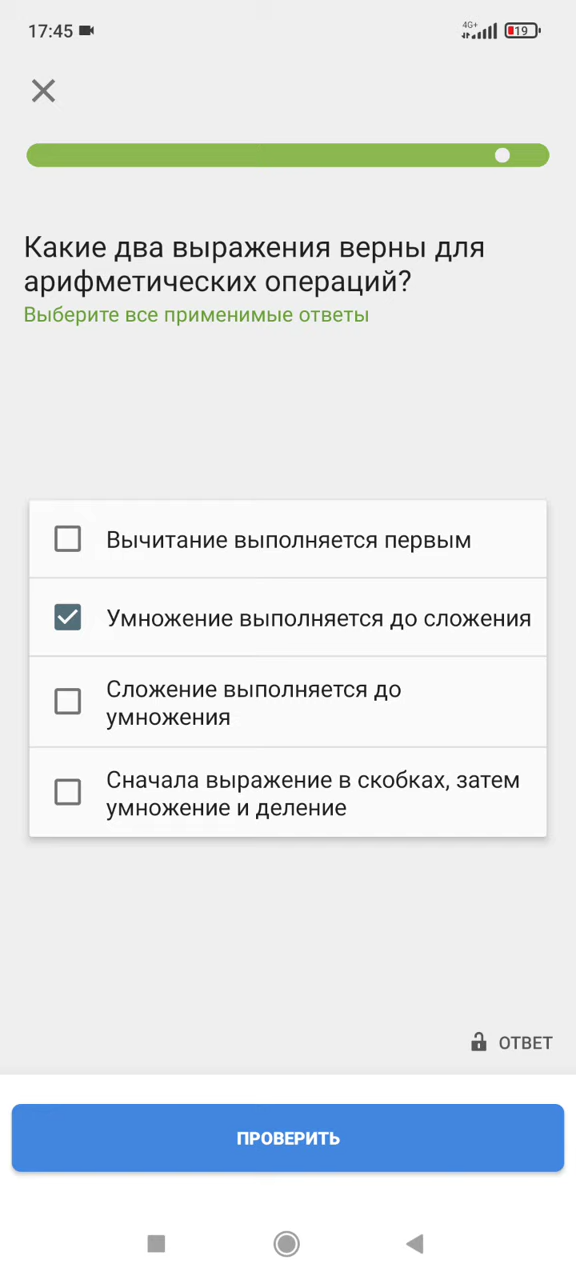 17:45
4G+
19
Какие два выражения верны для
арифметических операций?
Выберите все применимые ответы
Вычитание выполняется первым
Умножение выполняется до сложения
Сложение выполняется до
умножения
Сначала выражение в скобках, затем
умножение и деление
ОТВЕТ
ПРОВЕРИТЬ